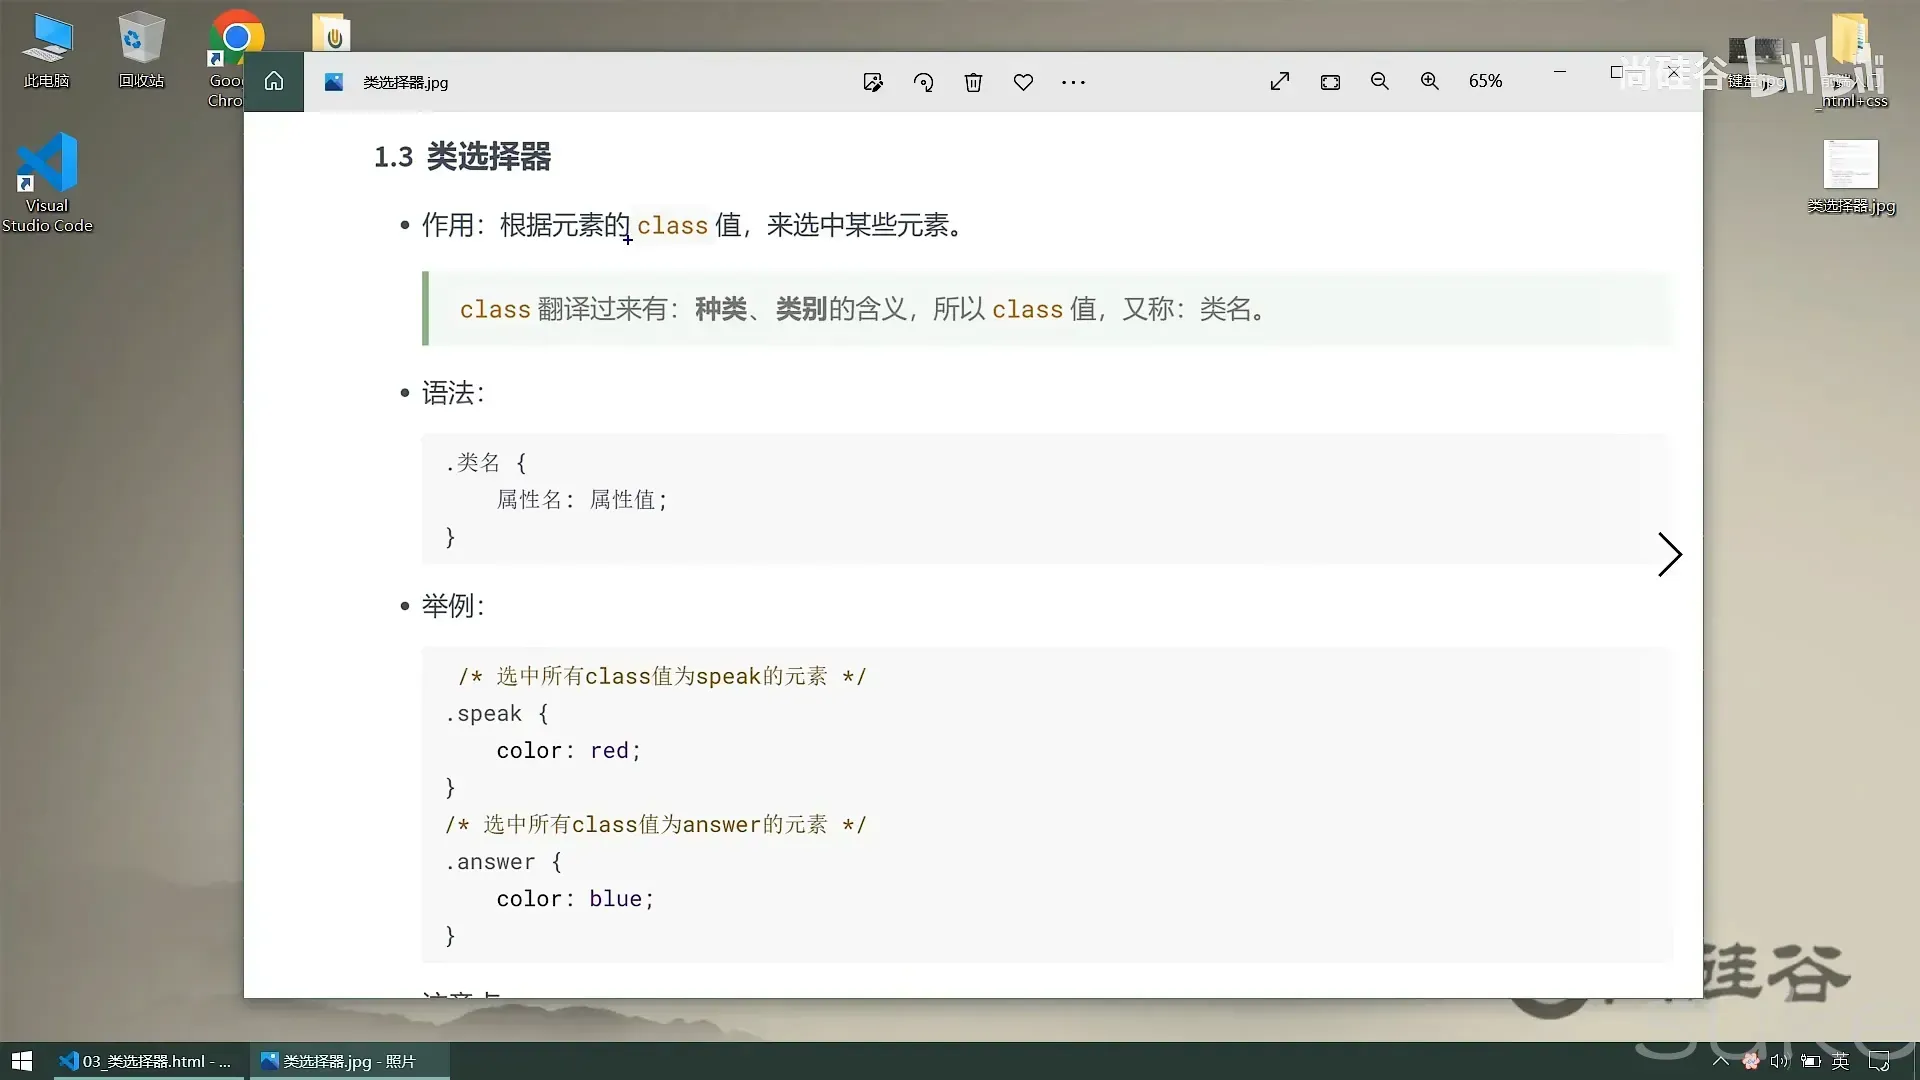 此电脑
回收站
Goo
Chro
Visual
Studio Code
类选择器.jpg
65%
尚硅谷
bilibili
键盘.jpg
_html+css
类选择器.jpg
1.3 类选择器
• 作用：根据元素的 class 值，来选中某些元素。
class 翻译过来有：种类、类别的含义，所以 class 值，又称：类名。
• 语法：
.类名 {
属性名: 属性值;
}
• 举例：
/* 选中所有class值为speak的元素 */
.speak {
color: red;
}
/* 选中所有class值为answer的元素 */
.answer {
color: blue;
}
硅谷
03_类选择器.html - ...
类选择器.jpg - 照片
英